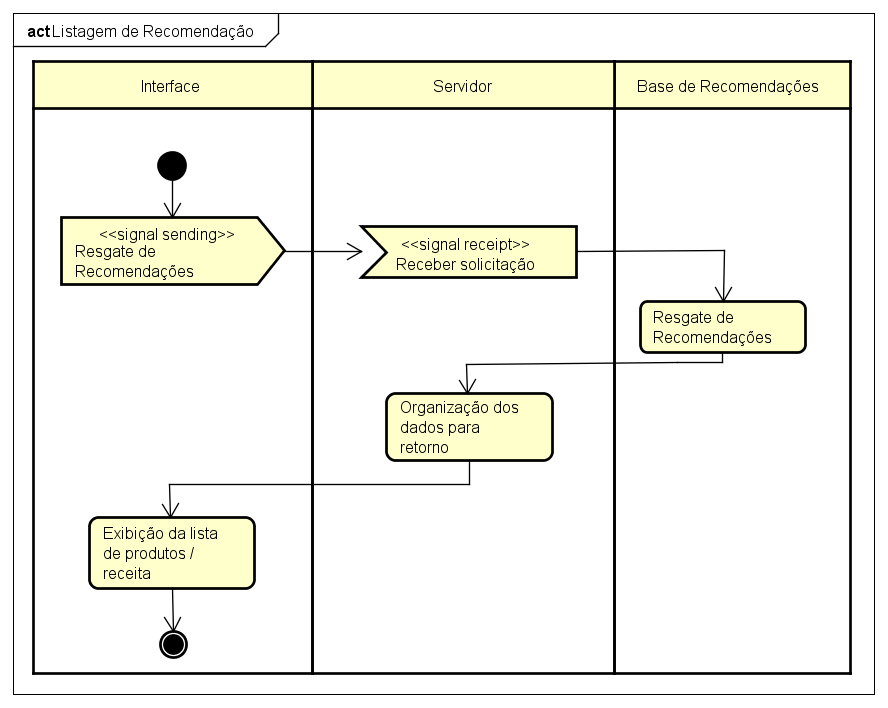 act Listagem de Recomendação
Interface
Servidor
Base de Recomendações
<<signal sending>>
Resgate de
Recomendações
<<signal receipt>>
Receber solicitação
Resgate de
Recomendações
Organização dos
dados para
retorno
Exibição da lista
de produtos /
receita